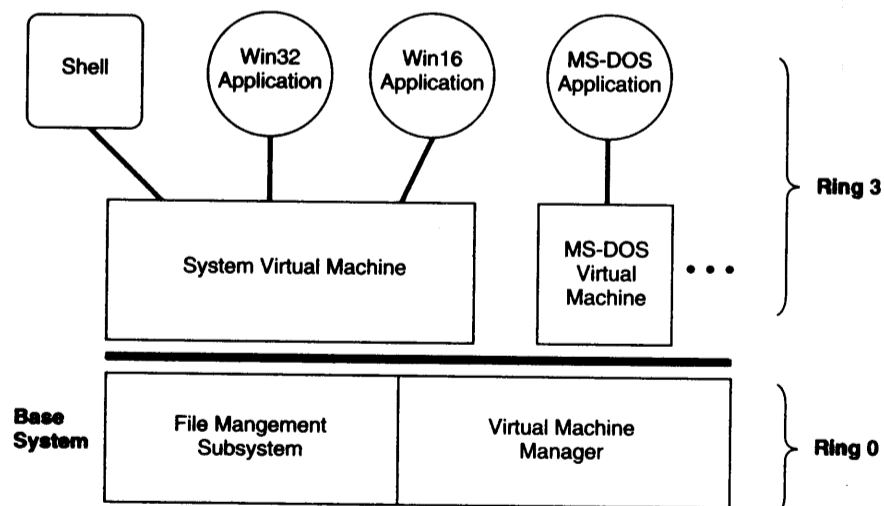 Shell
Win32
Application
Win16
Application
MS-DOS
Application
Ring 3
System Virtual Machine
MS-DOS
Virtual
Machine
• • •
Base
System
File Mangement
Subsystem
Virtual Machine
Manager
Ring 0